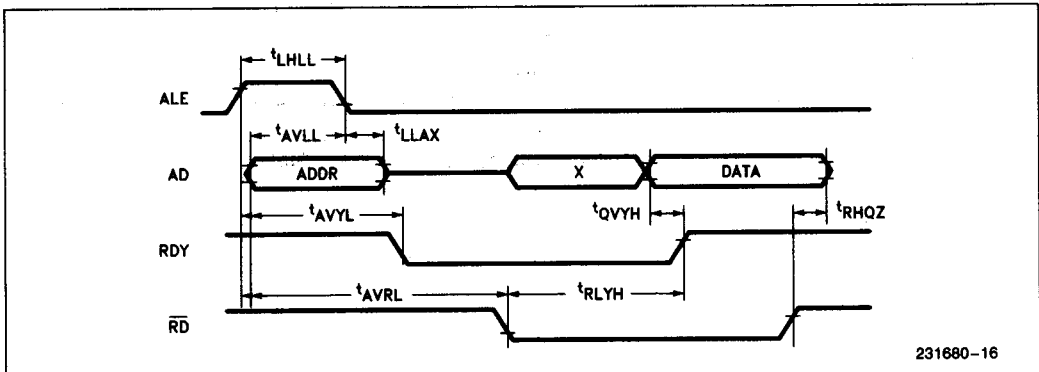 tLHLL
ALE
tAVLL tLLAX
AD ADDR X DATA
tAVYL tQVYH tRHQZ
RDY
tAVRL tRLYH
RD
231680-16